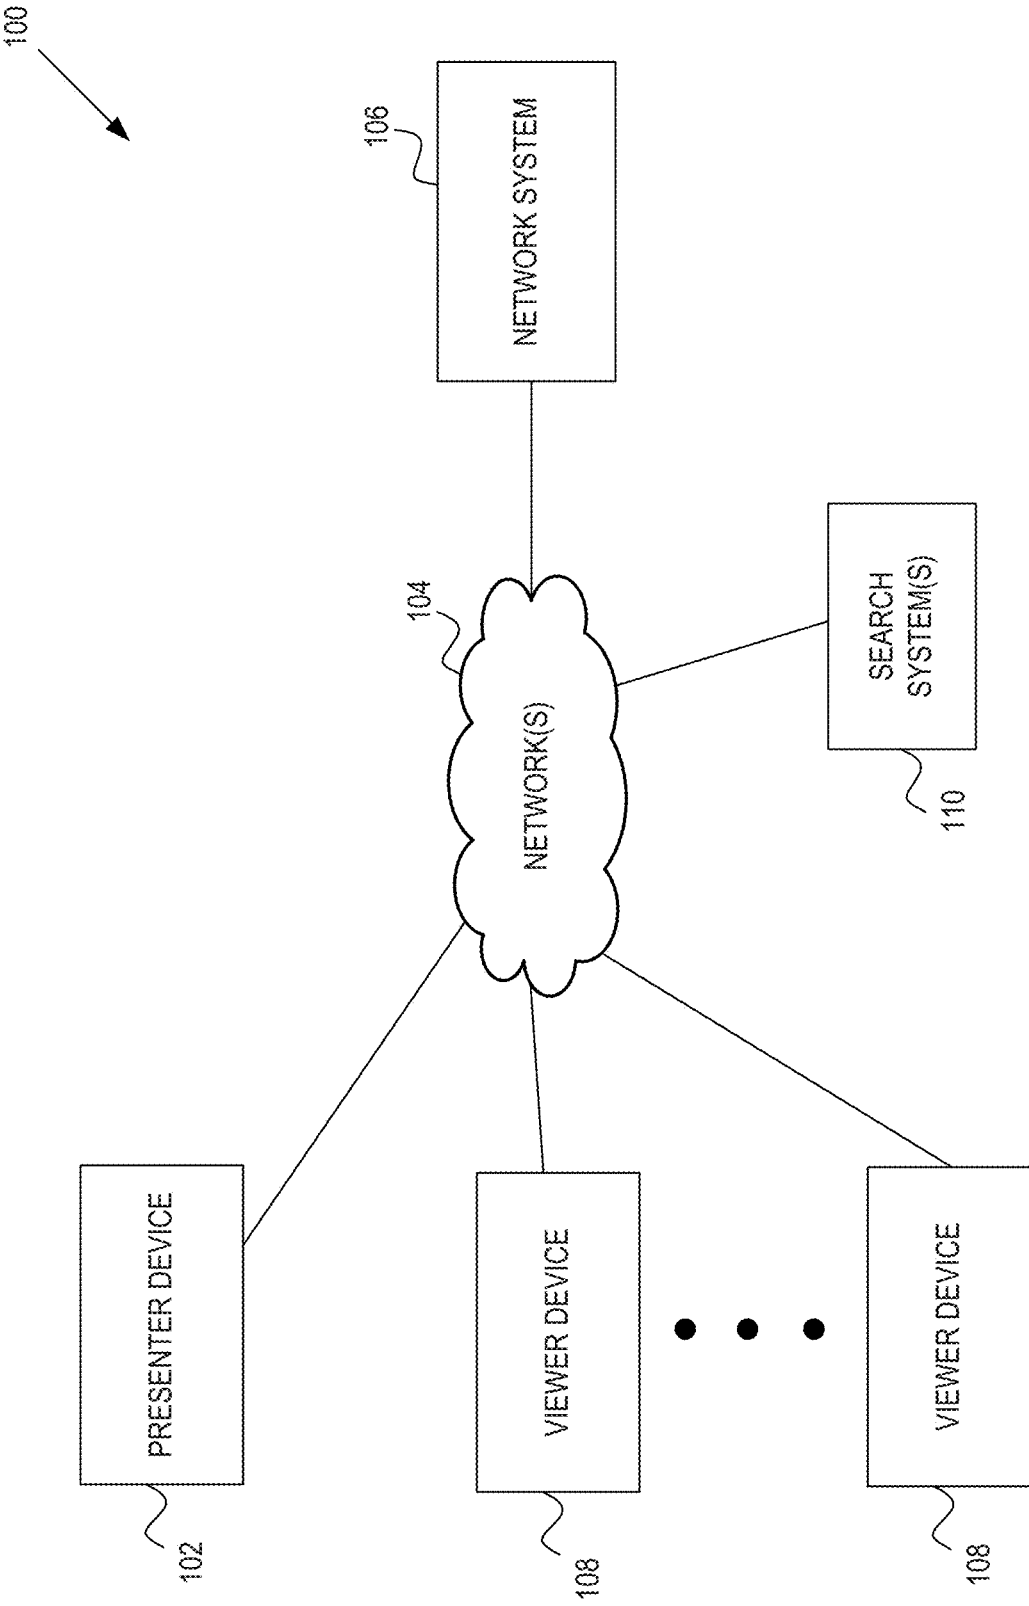 100
PRESENTER DEVICE
102
106
NETWORK SYSTEM
104
NETWORK(S)
VIEWER DEVICE
108
SEARCH
SYSTEM(S)
110
VIEWER DEVICE
108